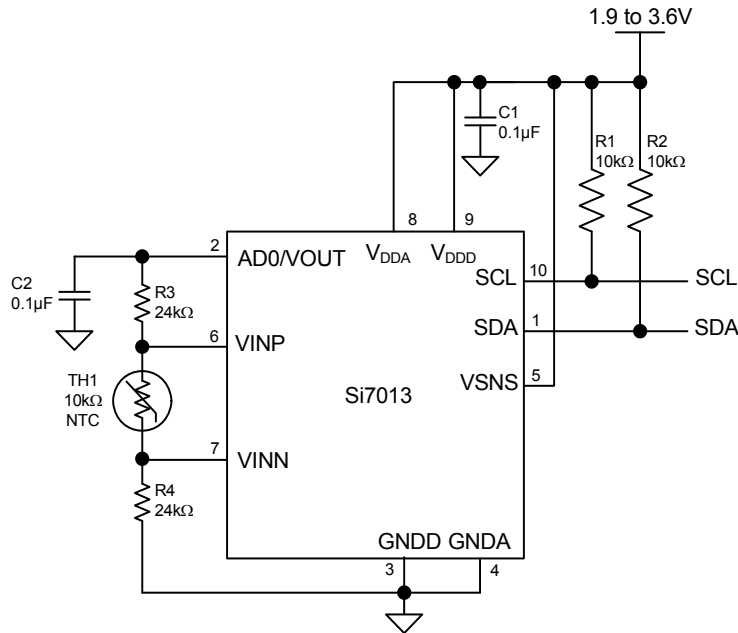 1.9 to 3.6V
C1
0.1µF
R1
10kΩ
R2
10kΩ
8
9
2
AD0/VOUT
VDDA
VDDD
C2
0.1µF
R3
24kΩ
SCL
10
SCL
6
VINP
SDA
1
SDA
TH1
10kΩ
NTC
Si7013
VSNS
5
7
VINN
R4
24kΩ
GNDD
GNDA
3
4